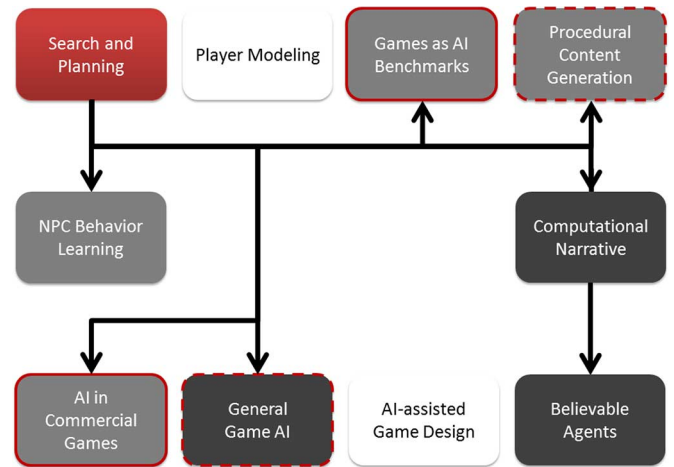 Search and
Planning
Player Modeling
Games as AI
Benchmarks
Procedural
Content
Generation
NPC Behavior
Learning
Computational
Narrative
AI in
Commercial
Games
General
Game AI
AI-assisted
Game Design
Believable
Agents